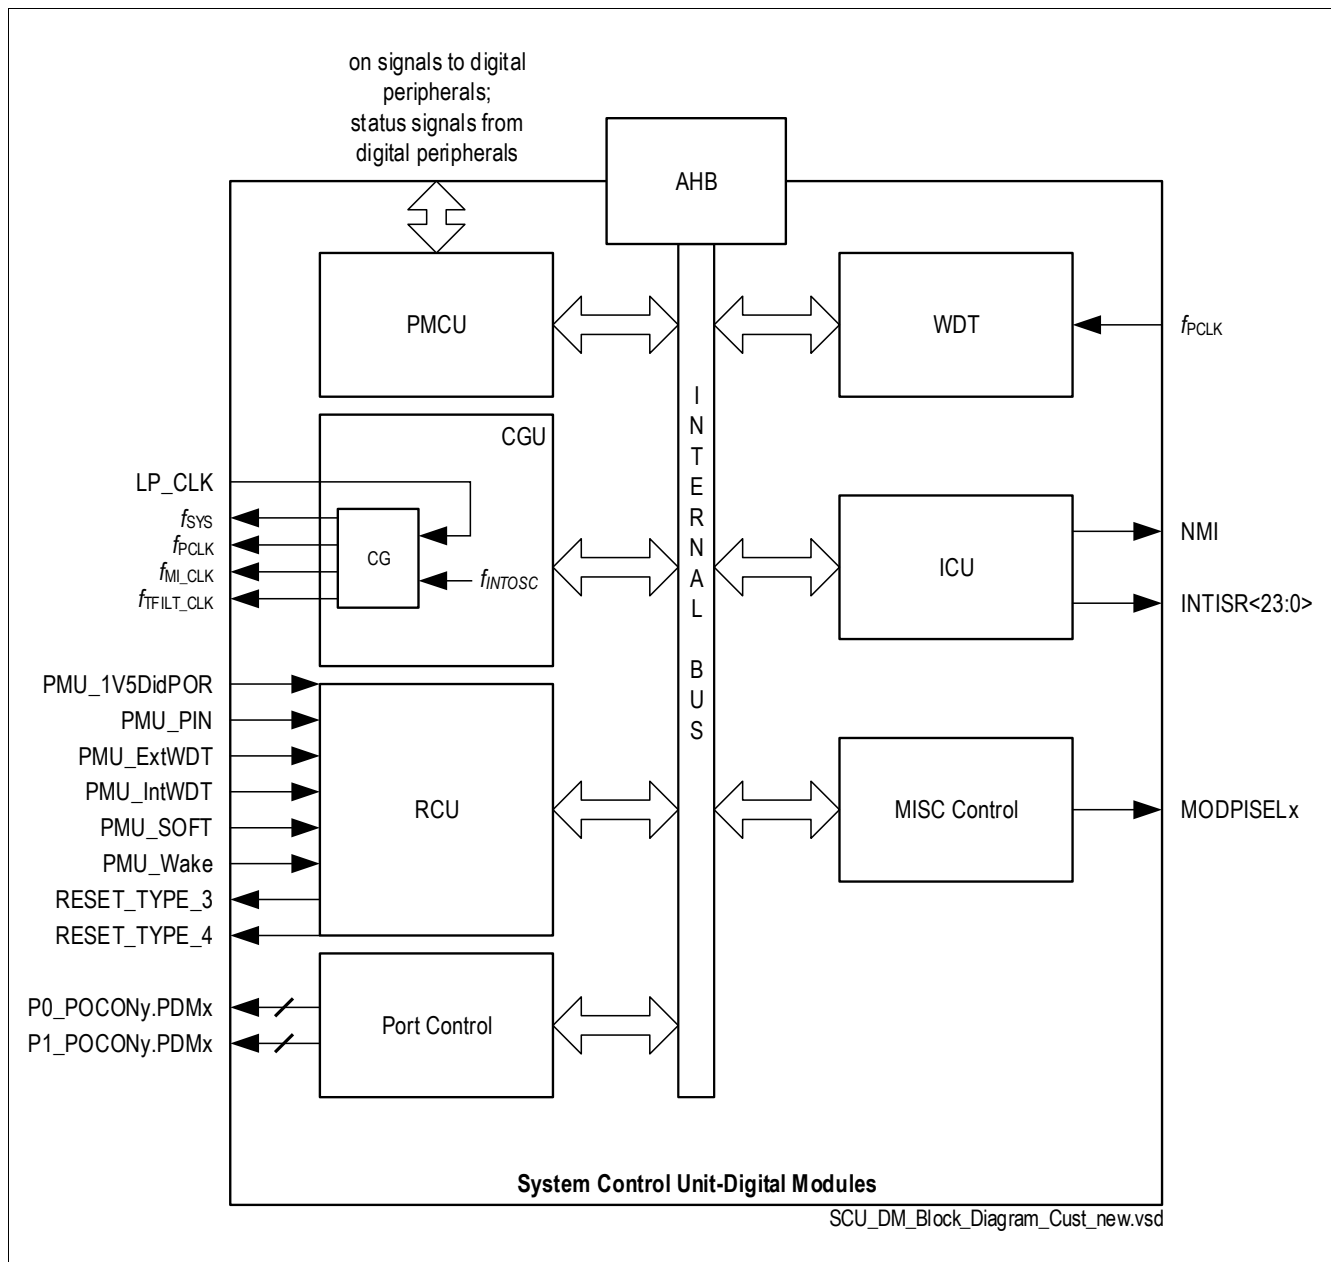 on signals to digital
peripherals;
status signals from
digital peripherals
AHB
PMCU
WDT
fPCLK
INTERNAL BUS
CGU
LP_CLK
fSYS
fPCLK
fMI_CLK
fTFILT_CLK
CG
fINTOSC
ICU
NMI
INTISR<23:0>
PMU_1V5DidPOR
PMU_PIN
PMU_ExtWDT
PMU_IntWDT
PMU_SOFT
PMU_Wake
RESET_TYPE_3
RESET_TYPE_4
RCU
MISC Control
MODPISELx
P0_POCONy.PDMx
P1_POCONy.PDMx
Port Control
System Control Unit-Digital Modules
SCU_DM_Block_Diagram_Cust_new.vsd